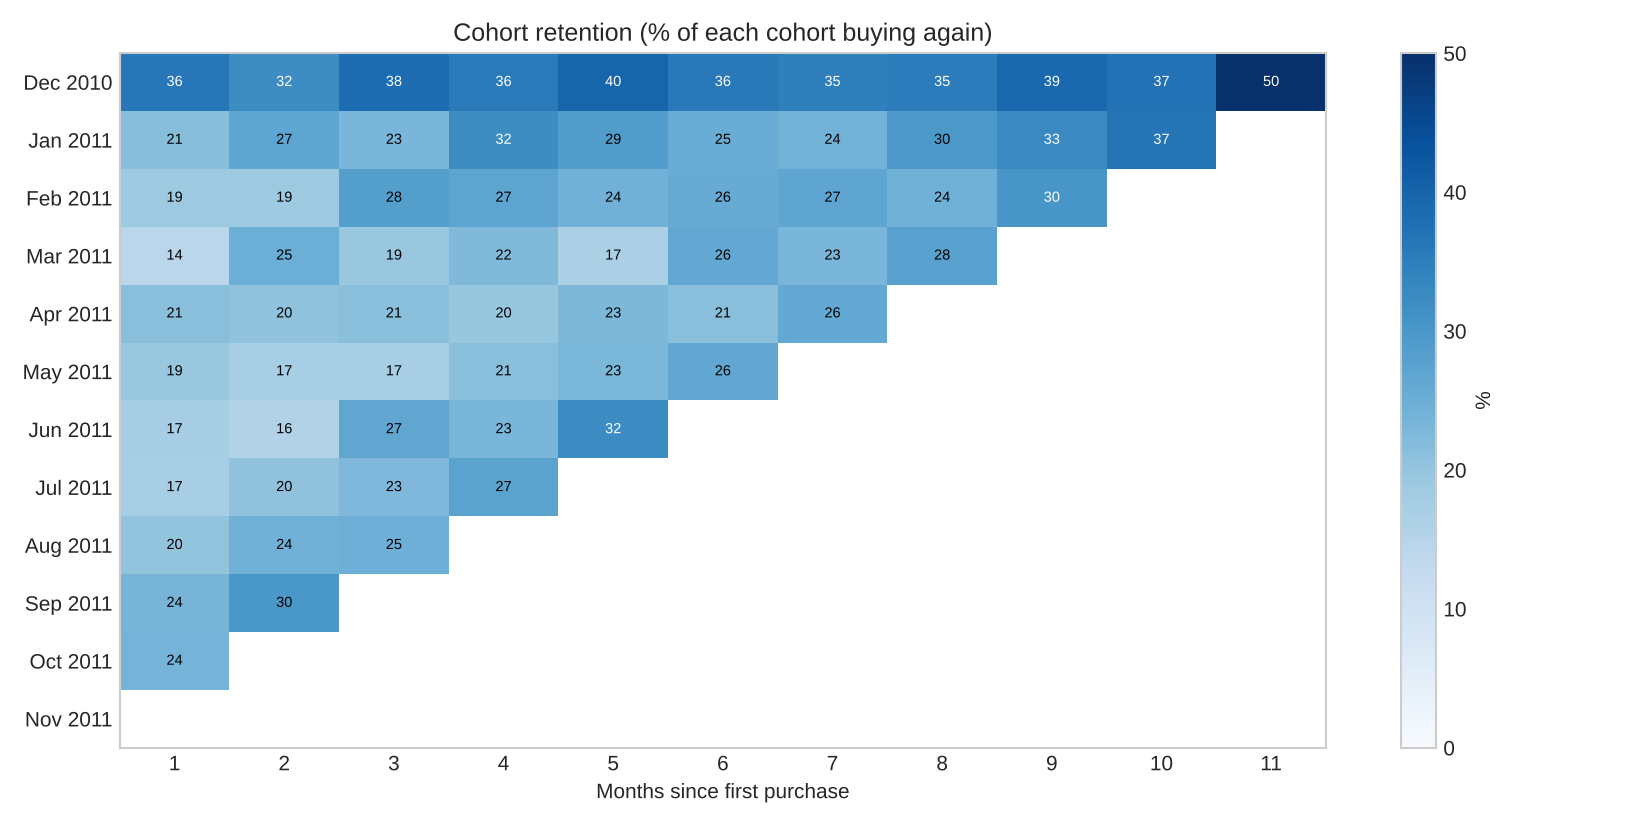 Cohort retention (% of each cohort buying again)
Dec 2010 36 32 38 36 40 36 35 35 39 37 50
Jan 2011 21 27 23 32 29 25 24 30 33 37
Feb 2011 19 19 28 27 24 26 27 24 30
Mar 2011 14 25 19 22 17 26 23 28
Apr 2011 21 20 21 20 23 21 26
May 2011 19 17 17 21 23 26
Jun 2011 17 16 27 23 32
Jul 2011 17 20 23 27
Aug 2011 20 24 25
Sep 2011 24 30
Oct 2011 24
Nov 2011
1 2 3 4 5 6 7 8 9 10 11
Months since first purchase
50
40
30
20
10
0
%